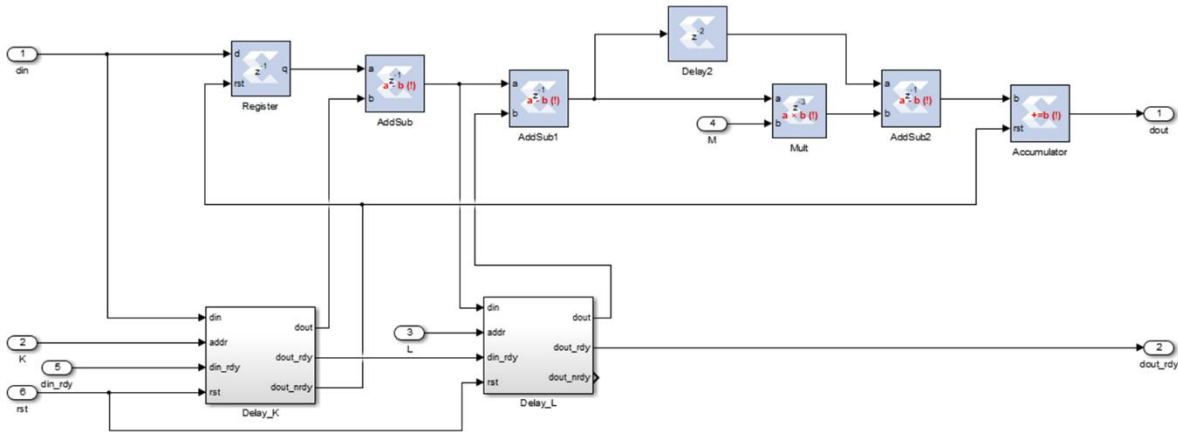 1
din
d
rst
z-1
q
Register
a
b
z-1
a - b (!)
AddSub
a
b
z-1
a - b (!)
AddSub1
z-2
Delay2
4
M
a
b
z-3
a × b (!)
Mult
a
b
z-1
a - b (!)
AddSub2
b
rst
+=b (!)
Accumulator
1
dout
2
K
5
din_rdy
6
rst
din
addr
din_rdy
rst
dout
dout_rdy
dout_nrdy
Delay_K
3
L
din
addr
din_rdy
rst
dout
dout_rdy
dout_nrdy
Delay_L
2
dout_rdy